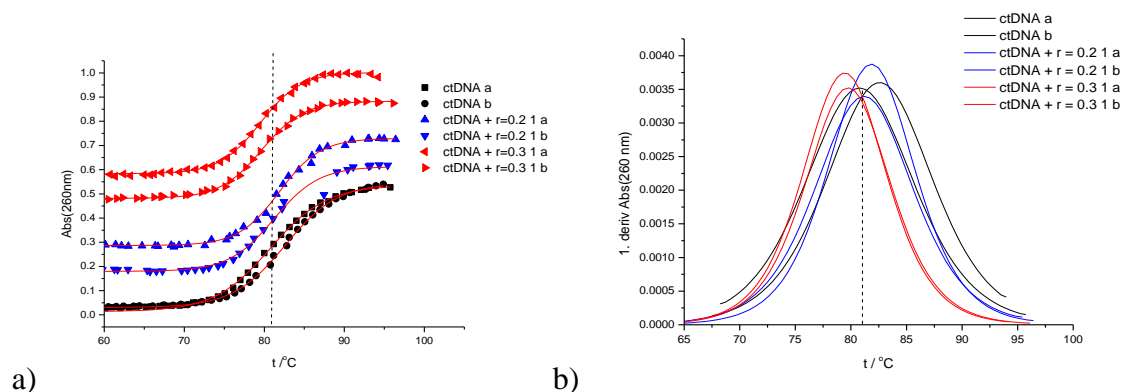 1.0
0.9
0.8
0.7
0.6
0.5
0.4
0.3
0.2
0.1
0.0
Abs(260nm)
60 70 80 90 100
t /°C
ctDNA a
ctDNA b
ctDNA + r=0.2 1 a
ctDNA + r=0.2 1 b
ctDNA + r=0.3 1 a
ctDNA + r=0.3 1 b
a)
ctDNA a
ctDNA b
ctDNA + r = 0.2 1 a
ctDNA + r = 0.2 1 b
ctDNA + r = 0.3 1 a
ctDNA + r = 0.3 1 b
0.0040
0.0035
0.0030
0.0025
0.0020
0.0015
0.0010
0.0005
0.0000
1. deriv Abs(260 nm)
65 70 75 80 85 90 95 100
t / °C
b)